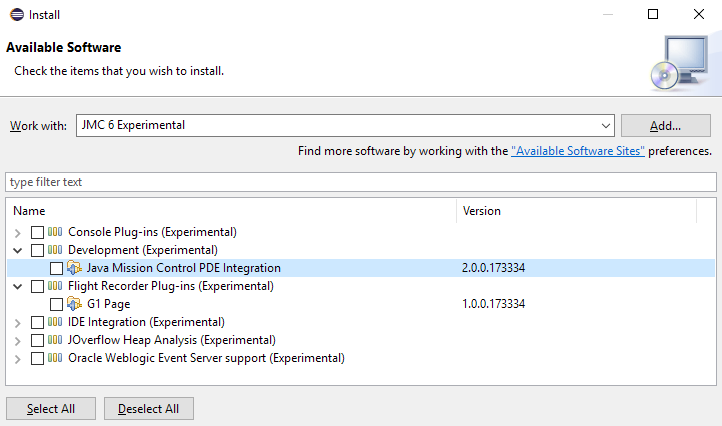 Install
Available Software
Check the items that you wish to install.
Work with: JMC 6 Experimental Add...
Find more software by working with the "Available Software Sites" preferences.
type filter text
Name Version
Console Plug-ins (Experimental)
Development (Experimental)
Java Mission Control PDE Integration 2.0.0.173334
Flight Recorder Plug-ins (Experimental)
G1 Page 1.0.0.173334
IDE Integration (Experimental)
JOverflow Heap Analysis (Experimental)
Oracle Weblogic Event Server support (Experimental)
Select All Deselect All